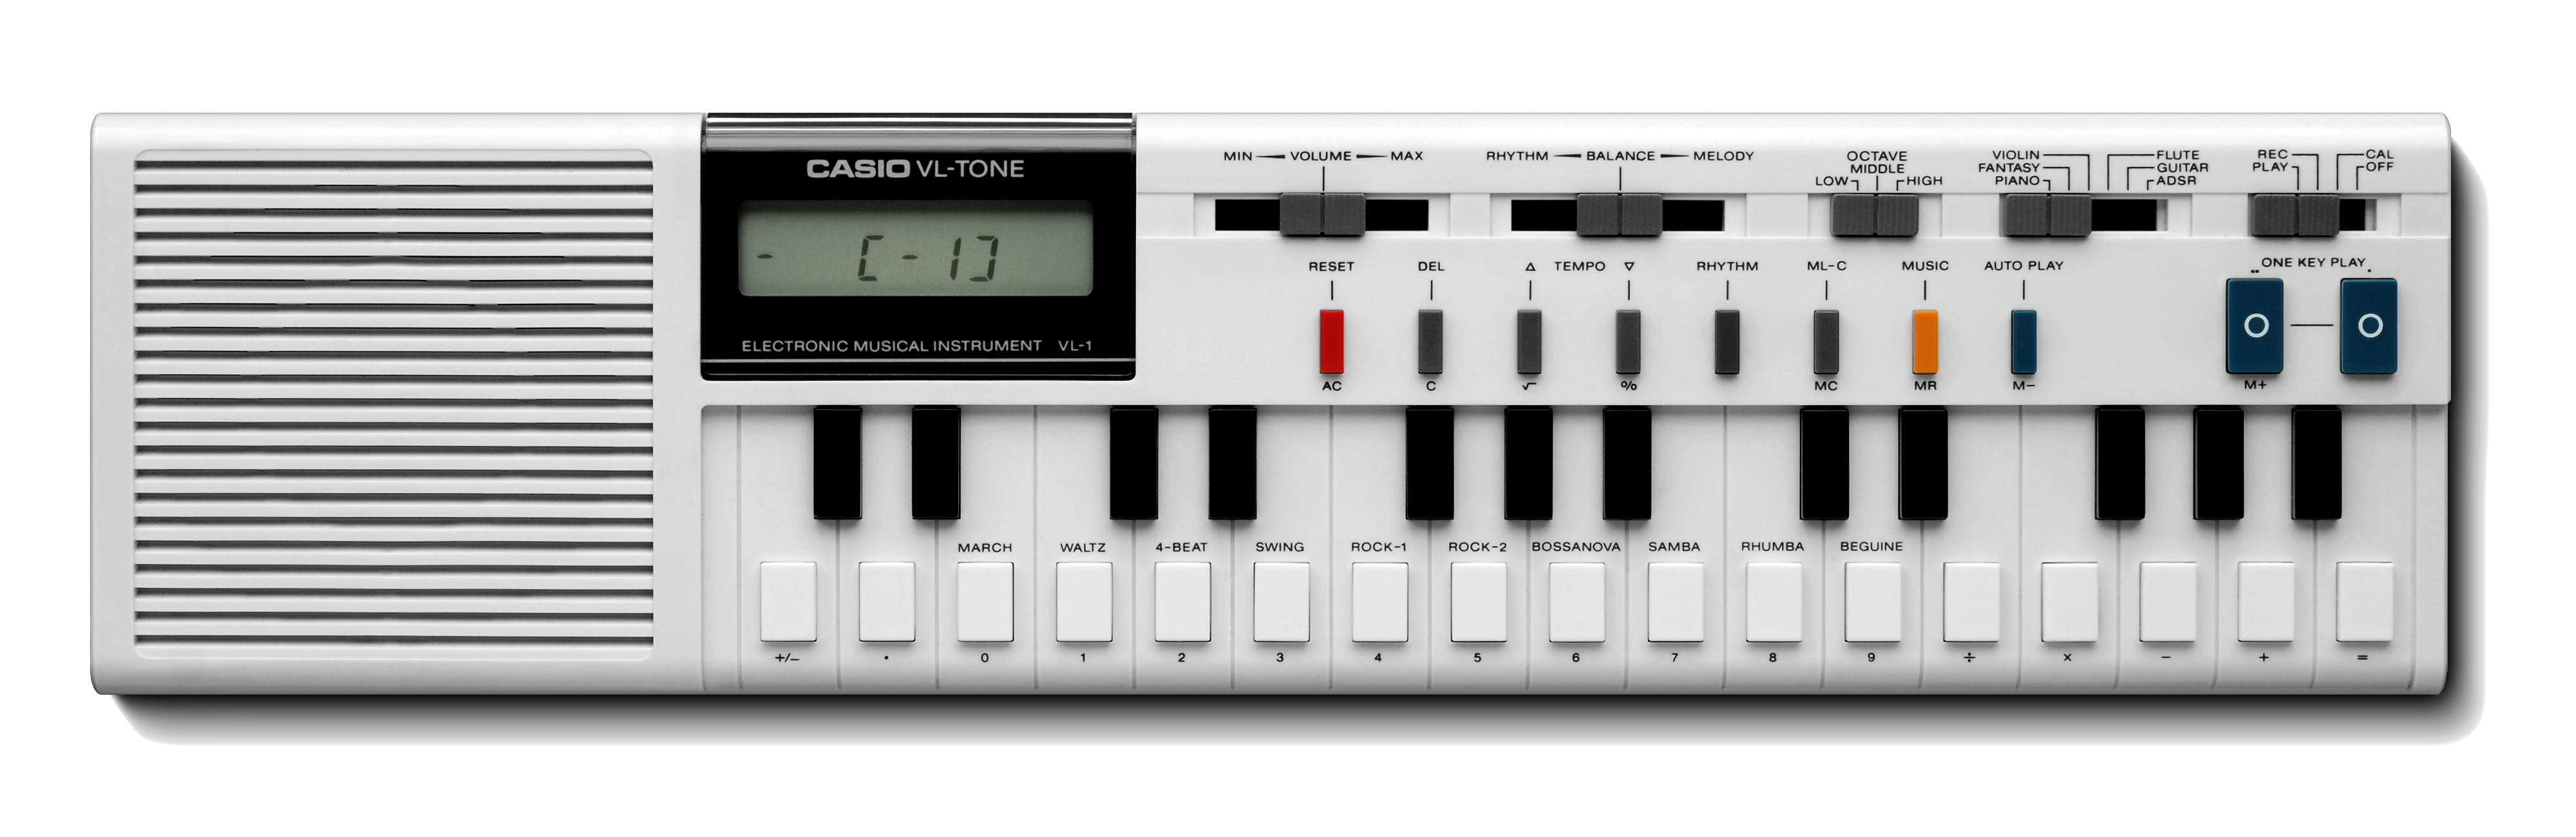 CASIO VL-TONE
- [ - 1]
ELECTRONIC MUSICAL INSTRUMENT VL-1
MIN VOLUME MAX
RHYTHM BALANCE MELODY
OCTAVE
MIDDLE
LOW HIGH
VIOLIN FLUTE
FANTASY GUITAR
PIANO ADSR
REC CAL
PLAY OFF
RESET DEL △ TEMPO ▽ RHYTHM ML-C MUSIC AUTO PLAY ONE KEY PLAY
AC C √ % MC MR M− M+
MARCH WALTZ 4-BEAT SWING ROCK-1 ROCK-2 BOSSANOVA SAMBA RHUMBA BEGUINE
+/− • 0 1 2 3 4 5 6 7 8 9 ÷ × − + =